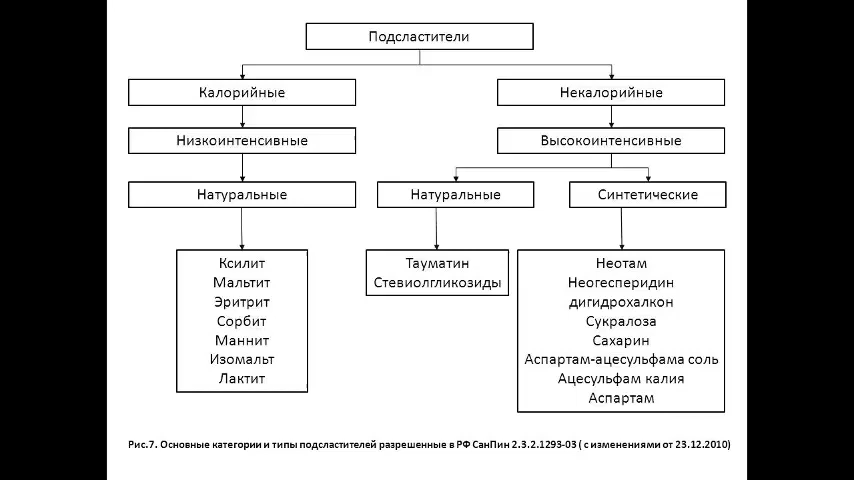 Подсластители
Калорийные
Некалорийные
Низкоинтенсивные
Высокоинтенсивные
Натуральные
Натуральные
Синтетические
Ксилит
Мальтит
Эритрит
Сорбит
Маннит
Изомальт
Лактит
Тауматин
Стевиолгликозиды
Неотам
Неогесперидин
дигидрохалкон
Сукралоза
Сахарин
Аспартам-ацесульфама соль
Ацесульфам калия
Аспартам
Рис.7. Основные категории и типы подсластителей разрешенные в РФ СанПин 2.3.2.1293-03 ( с изменениями от 23.12.2010)